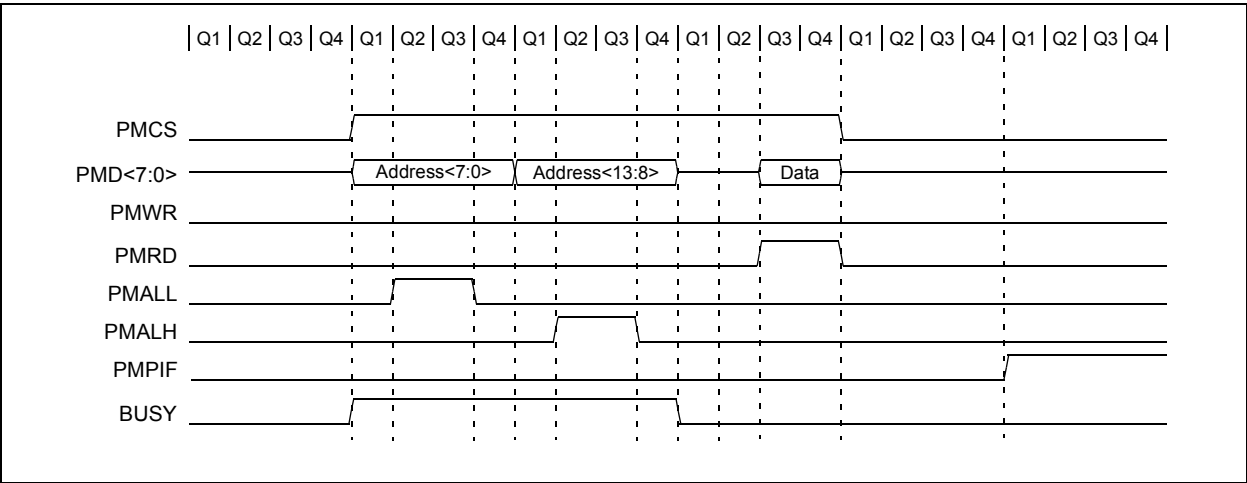 Q1 Q2 Q3 Q4 Q1 Q2 Q3 Q4 Q1 Q2 Q3 Q4 Q1 Q2 Q3 Q4 Q1 Q2 Q3 Q4 Q1 Q2 Q3 Q4
PMCS
PMD<7:0> Address<7:0> Address<13:8> Data
PMWR
PMRD
PMALL
PMALH
PMPIF
BUSY